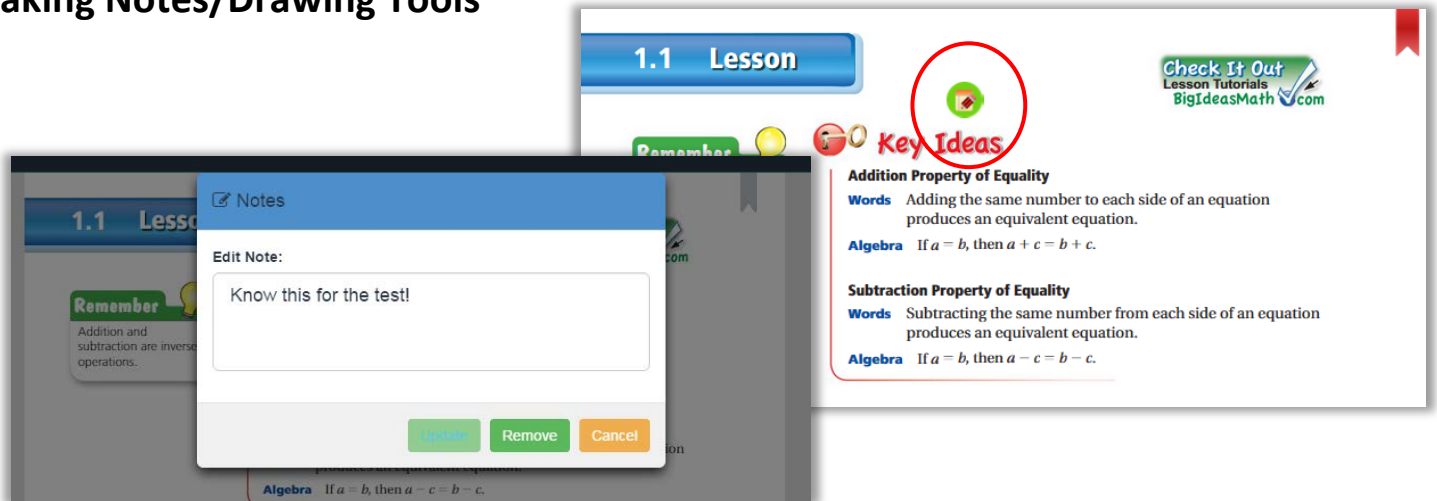 aking Notes/Drawing Tools
1.1 Lesson
Check It Out
Lesson Tutorials
BigIdeasMath.com
Remember
Key Ideas
Addition Property of Equality
Words Adding the same number to each side of an equation
produces an equivalent equation.
Algebra If a = b, then a + c = b + c.
Subtraction Property of Equality
Words Subtracting the same number from each side of an equation
produces an equivalent equation.
Algebra If a = b, then a − c = b − c.
1.1 Lesso
com
Remember
Addition and
subtraction are inverse
operations.
Notes
Edit Note:
Know this for the test!
Update Remove Cancel
ion
produces an equivalent equation.
Algebra If a = b, then a − c = b − c.